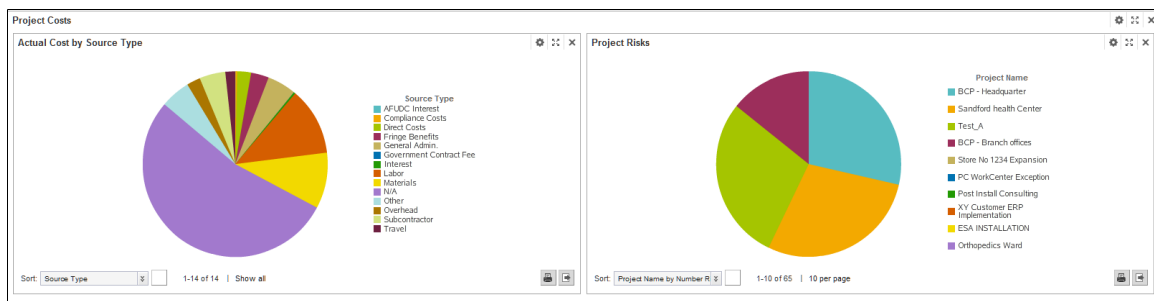 Project Costs
Actual Cost by Source Type
Source Type
AFUDC Interest
Compliance Costs
Direct Costs
Fringe Benefits
General Admin.
Government Contract Fee
Interest
Labor
Materials
N/A
Other
Overhead
Subcontractor
Travel
Sort: Source Type 1-14 of 14 | Show all
Project Risks
Project Name
BCP - Headquarter
Sandford health Center
Test_A
BCP - Branch offices
Store No 1234 Expansion
PC WorkCenter Exception
Post Install Consulting
XY Customer ERP
Implementation
ESA INSTALLATION
Orthopedics Ward
Sort: Project Name by Number R 1-10 of 65 | 10 per page